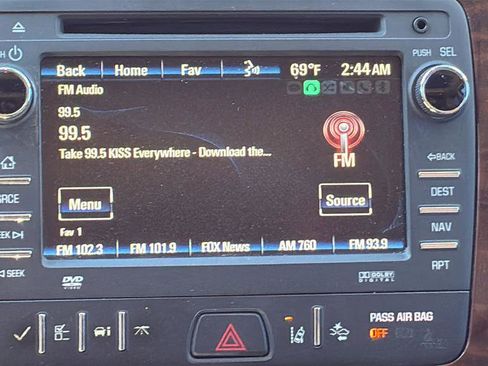 PUSH
PUSH SEL
Back Home Fav 69°F 2:44AM
FM Audio
99.5
99.5
Take 99.5 KISS Everywhere - Download the...
FM
BACK
Menu Source
DEST
SEEK
NAV
Fav 1
FM 102.3 FM 101.9 FOX News AM 760 FM 93.9
SEEK
RPT
DVD
VIDEO
DOLBY
DIGITAL
PASS AIR BAG
OFF